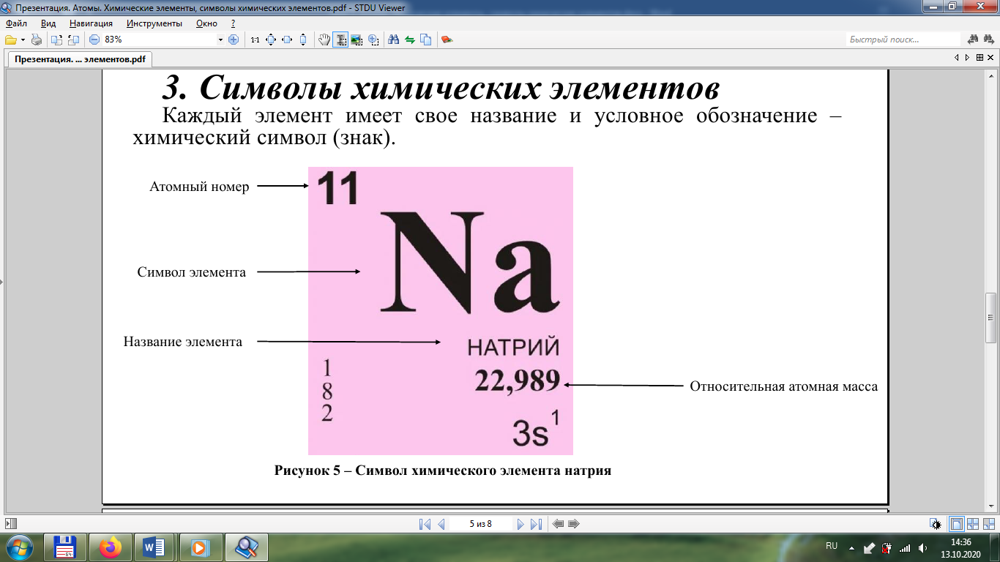 Презентация. Атомы. Химические элементы, символы химических элементов.pdf - STDU Viewer
Файл Вид Навигация Инструменты Окно ?
83% 1:1 Быстрый поиск...
Презентация. ... элементов.pdf
3. Символы химических элементов
Каждый элемент имеет свое название и условное обозначение –
химический символ (знак).
Атомный номер
11
Символ элемента
Na
Название элемента
НАТРИЙ
1
8
2
22,989
Относительная атомная масса
3s¹
Рисунок 5 – Символ химического элемента натрия
5 из 8
64
RU
14:36
13.10.2020